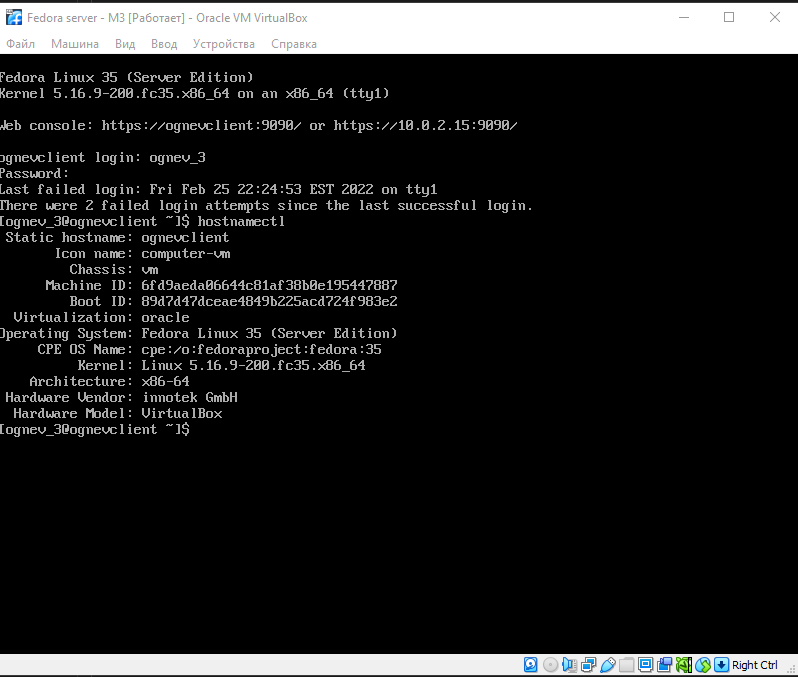 Fedora server - M3 [Работает] - Oracle VM VirtualBox
Файл Машина Вид Ввод Устройства Справка
Fedora Linux 35 (Server Edition)
Kernel 5.16.9-200.fc35.x86_64 on an x86_64 (tty1)
Web console: https://ognevclient:9090/ or https://10.0.2.15:9090/
ognevclient login: ognev_3
Password:
Last failed login: Fri Feb 25 22:24:53 EST 2022 on tty1
There were 2 failed login attempts since the last successful login.
[ognev_3@ognevclient ~]$ hostnamectl
Static hostname: ognevclient
Icon name: computer-vm
Chassis: vm
Machine ID: 6fd9aeda06644c81af38b0e195447887
Boot ID: 89d7d47dceae4849b225acd724f983e2
Virtualization: oracle
Operating System: Fedora Linux 35 (Server Edition)
CPE OS Name: cpe:/o:fedoraproject:fedora:35
Kernel: Linux 5.16.9-200.fc35.x86_64
Architecture: x86-64
Hardware Vendor: innotek GmbH
Hardware Model: VirtualBox
[ognev_3@ognevclient ~]$
Right Ctrl